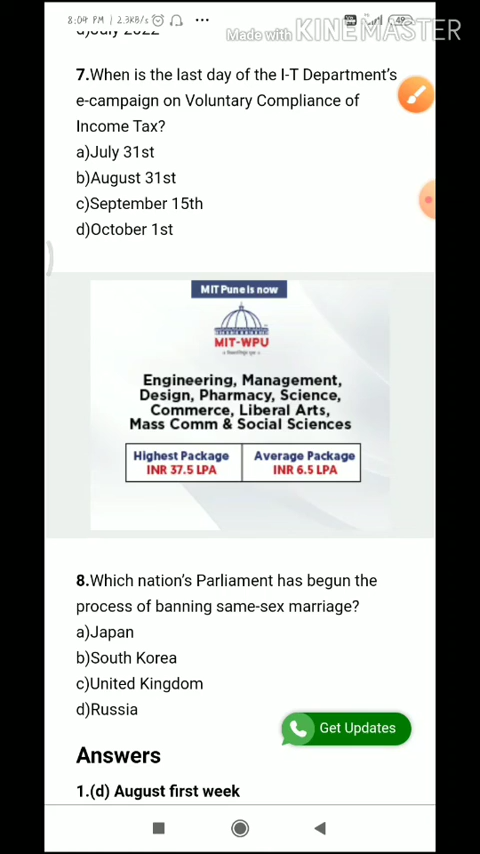 8:09 PM | 2.3KB/s
Made with KINEMASTER
d)July 2022
7.When is the last day of the I-T Department's
e-campaign on Voluntary Compliance of
Income Tax?
a)July 31st
b)August 31st
c)September 15th
d)October 1st
MIT Pune is now
MIT-WPU
Engineering, Management,
Design, Pharmacy, Science,
Commerce, Liberal Arts,
Mass Comm & Social Sciences
Highest Package Average Package
INR 37.5 LPA INR 6.5 LPA
8.Which nation's Parliament has begun the
process of banning same-sex marriage?
a)Japan
b)South Korea
c)United Kingdom
d)Russia
Get Updates
Answers
1.(d) August first week